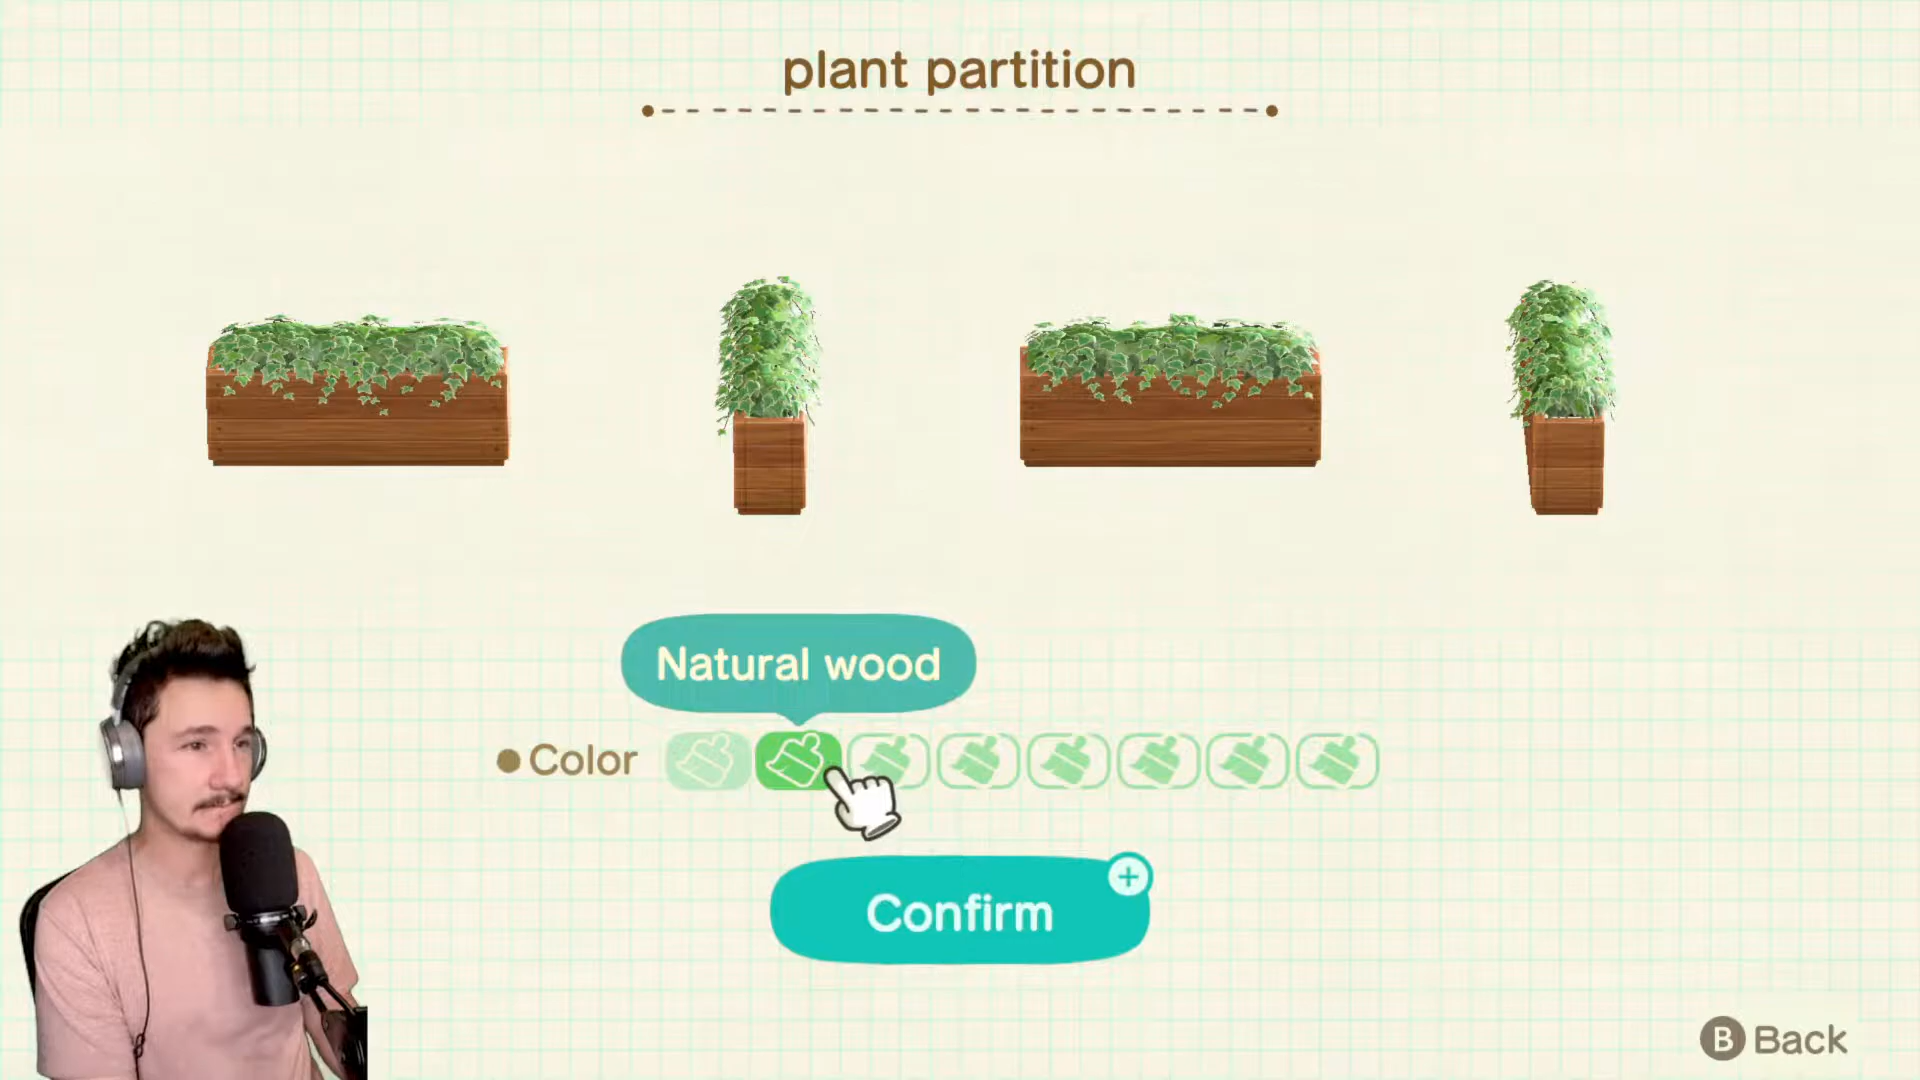 plant partition
Natural wood
Color
Confirm
B Back